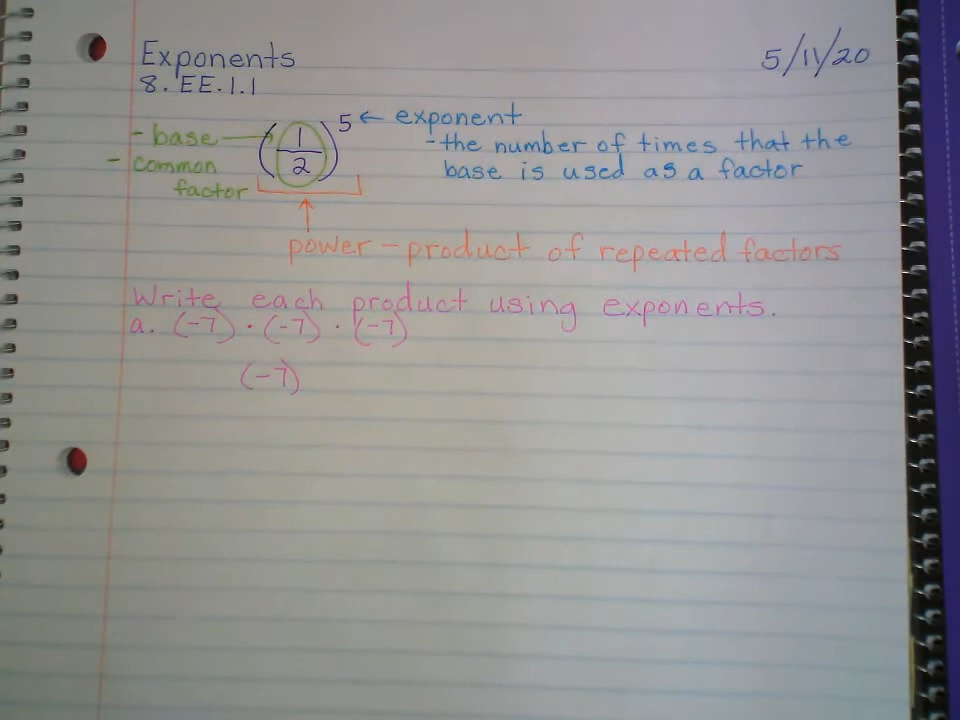 Exponents 5/11/20
8.EE.1.1
- base (1/2)⁵ ← exponent
- common factor
- the number of times that the
base is used as a factor
power - product of repeated factors
Write each product using exponents.
a. (-7) · (-7) · (-7)
(-7)